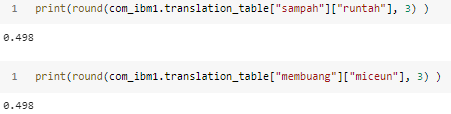 1 print(round(com_ibm1.translation_table["sampah"]["runtah"], 3) )
0.498
1 print(round(com_ibm1.translation_table["membuang"]["miceun"], 3) )
0.498